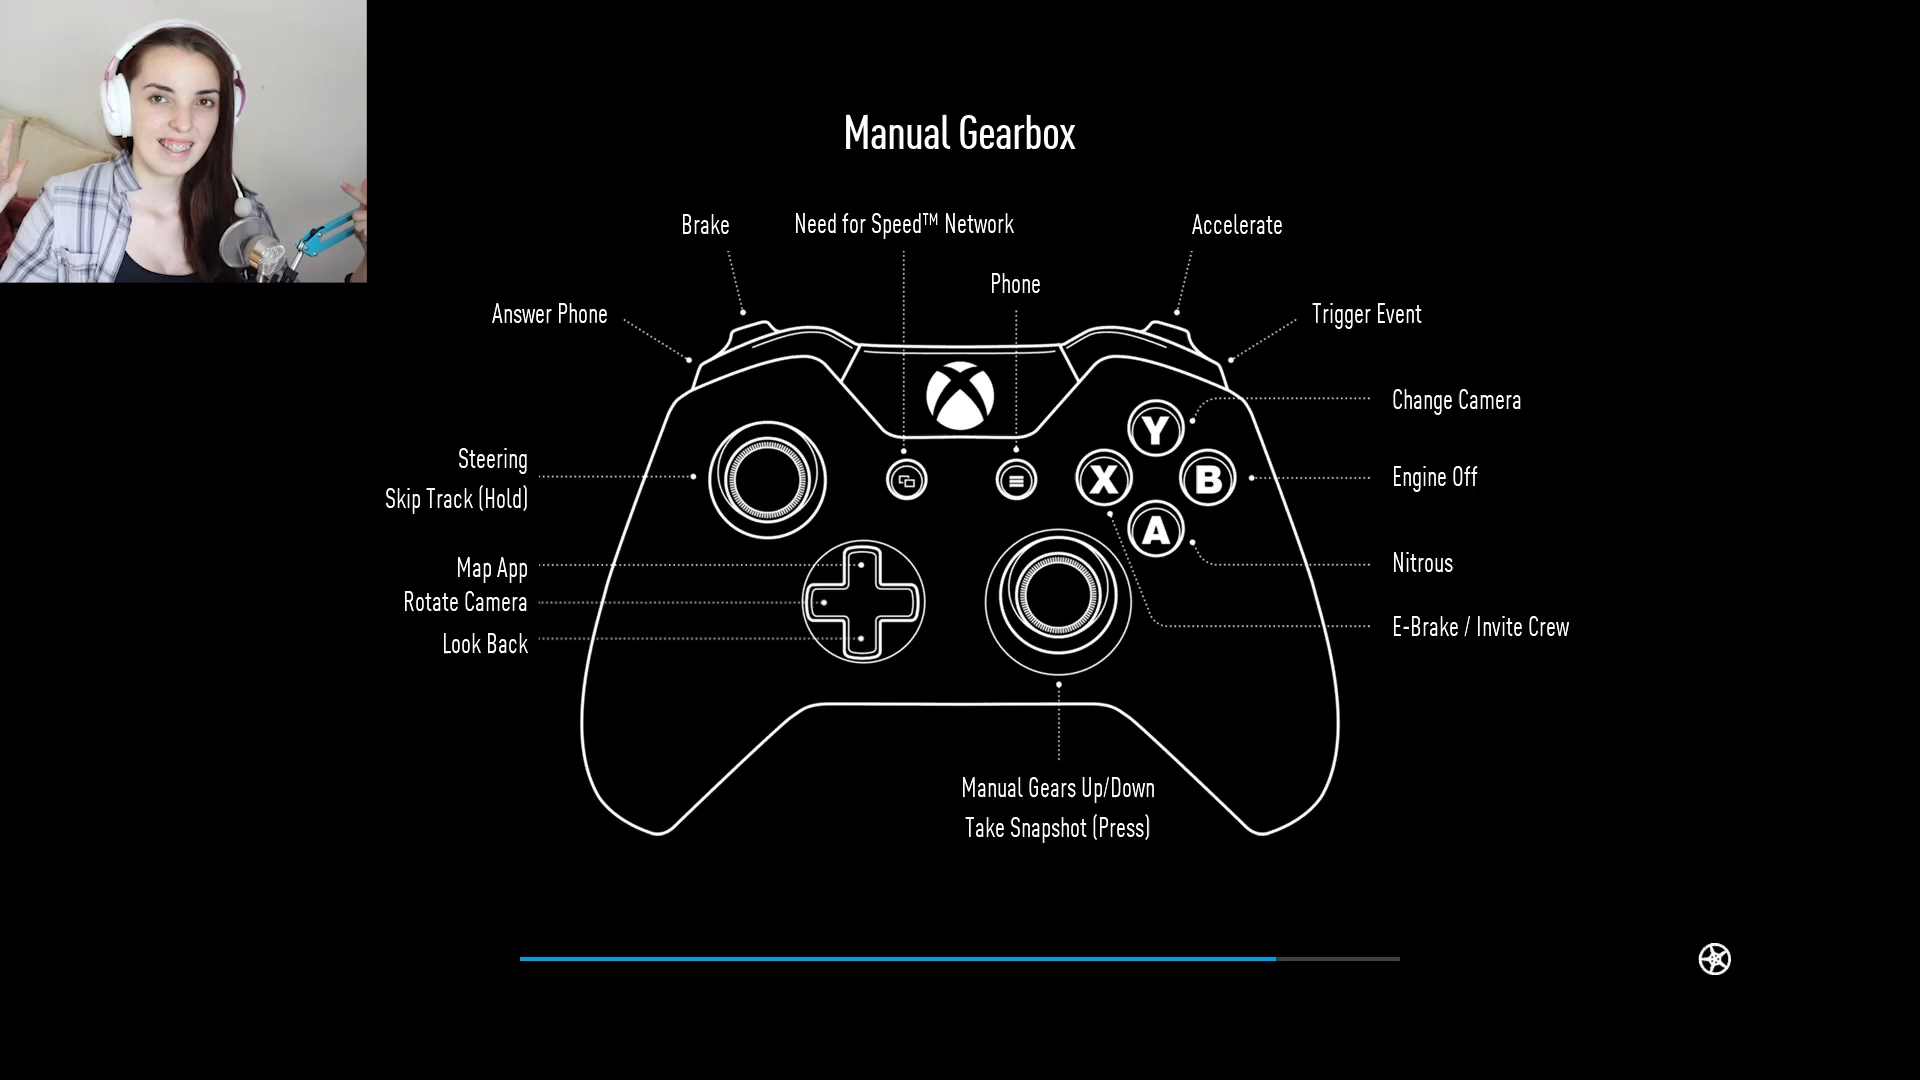 Manual Gearbox
Brake
Need for Speed™ Network
Accelerate
Phone
Answer Phone
Trigger Event
Change Camera
Steering
Skip Track (Hold)
Engine Off
Map App
Rotate Camera
Look Back
Nitrous
E-Brake / Invite Crew
Y
X
B
A
Manual Gears Up/Down
Take Snapshot (Press)